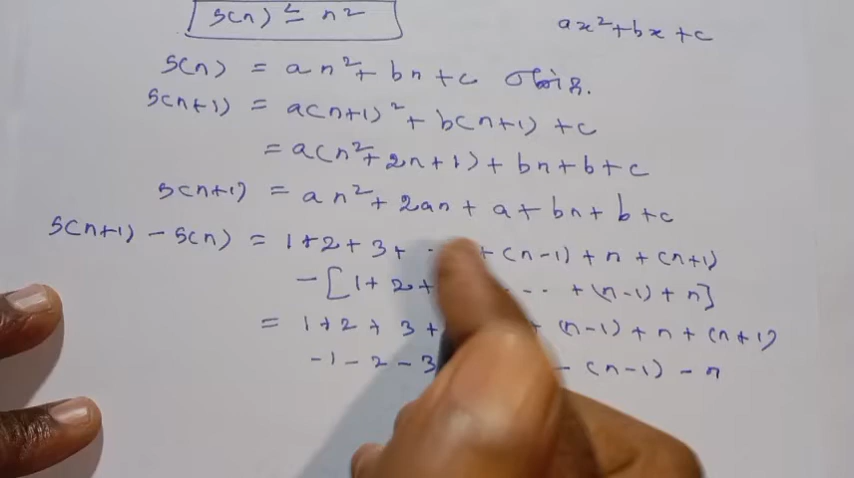 s(n) ≤ n²
ax²+bx+c
s(n) = an²+bn+c
s(n+1) = a(n+1)²+b(n+1)+c
= a(n²+2n+1)+bn+b+c
s(n+1) = an²+2an+a+bn+b+c
s(n+1) - s(n) = 1+2+3+ +(n-1)+n+(n+1)
-[1+2+ ... +(n-1)+n]
= 1+2+3+ + (n-1)+n+(n+1)
-1-2-3 -(n-1)-n